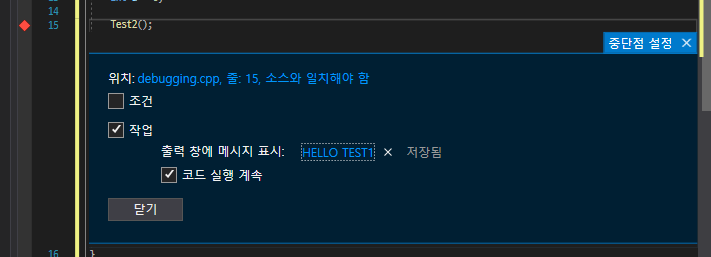 14
15 Test2();
중단점 설정 ×
위치: debugging.cpp, 줄: 15, 소스와 일치해야 함
조건
작업
출력 창에 메시지 표시: HELLO TEST1 × 저장됨
코드 실행 계속
닫기
16 }